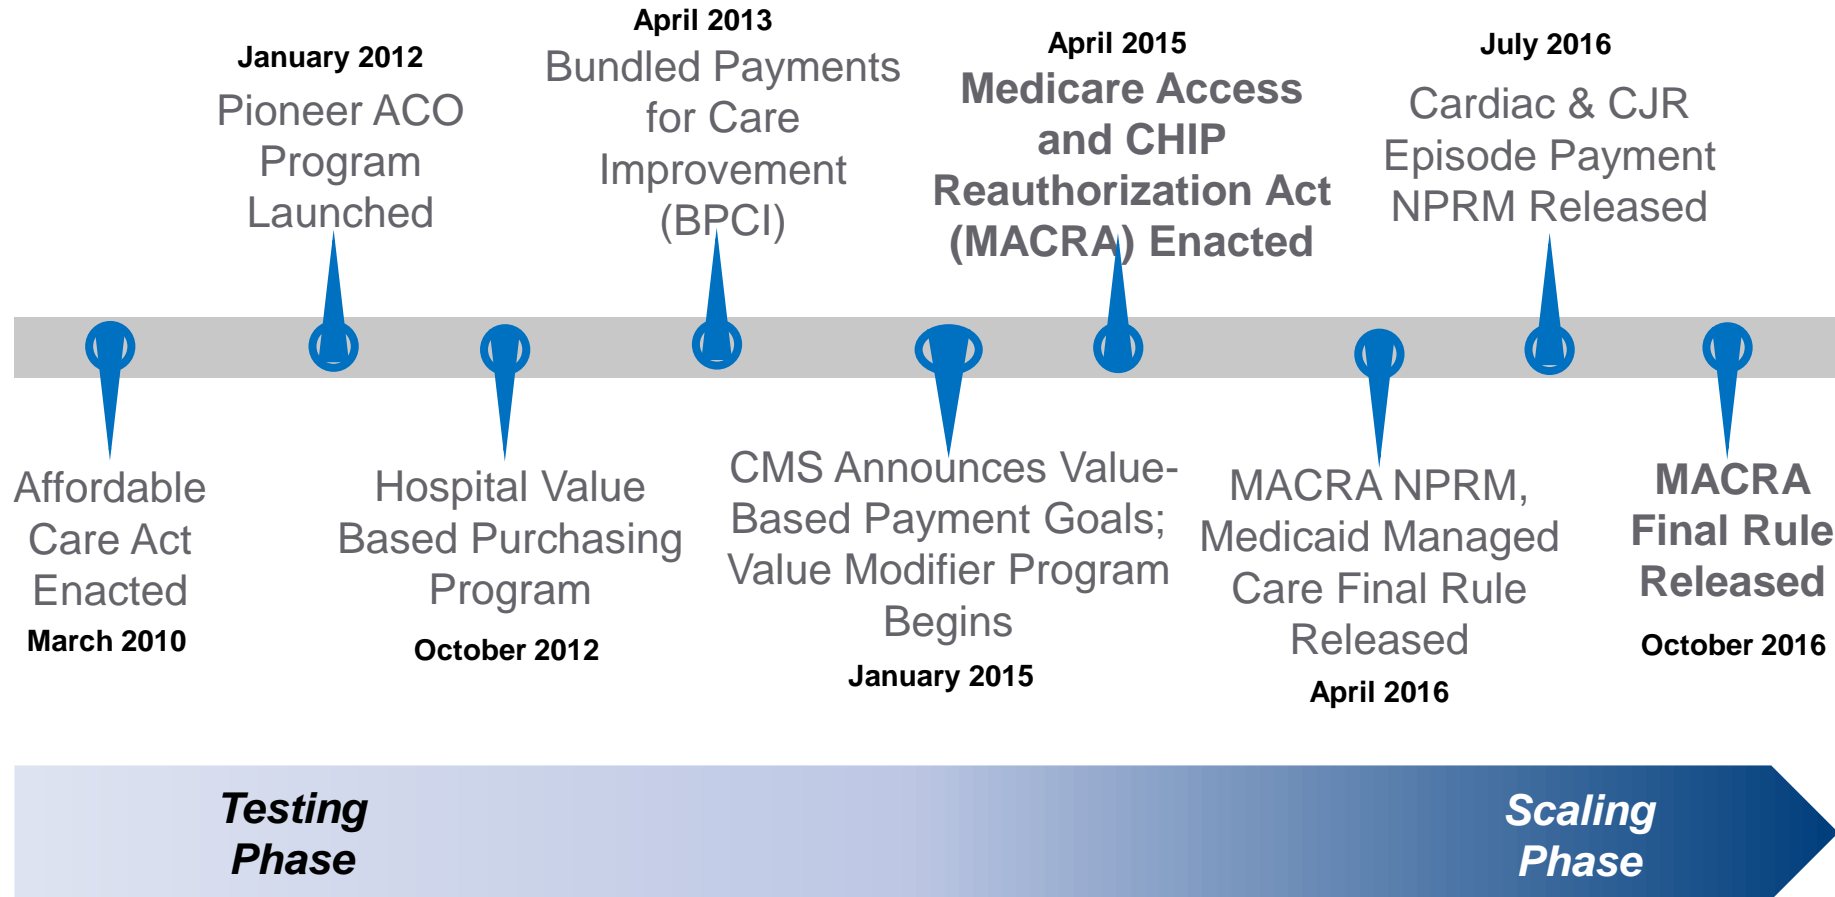 January 2012
Pioneer ACO
Program
Launched
April 2013
Bundled Payments
for Care
Improvement
(BPCI)
April 2015
Medicare Access
and CHIP
Reauthorization Act
(MACRA) Enacted
July 2016
Cardiac & CJR
Episode Payment
NPRM Released
Affordable
Care Act
Enacted
March 2010
Hospital Value
Based Purchasing
Program
October 2012
CMS Announces Value-
Based Payment Goals;
Value Modifier Program
Begins
January 2015
MACRA NPRM,
Medicaid Managed
Care Final Rule
Released
April 2016
MACRA
Final Rule
Released
October 2016
Testing
Phase
Scaling
Phase